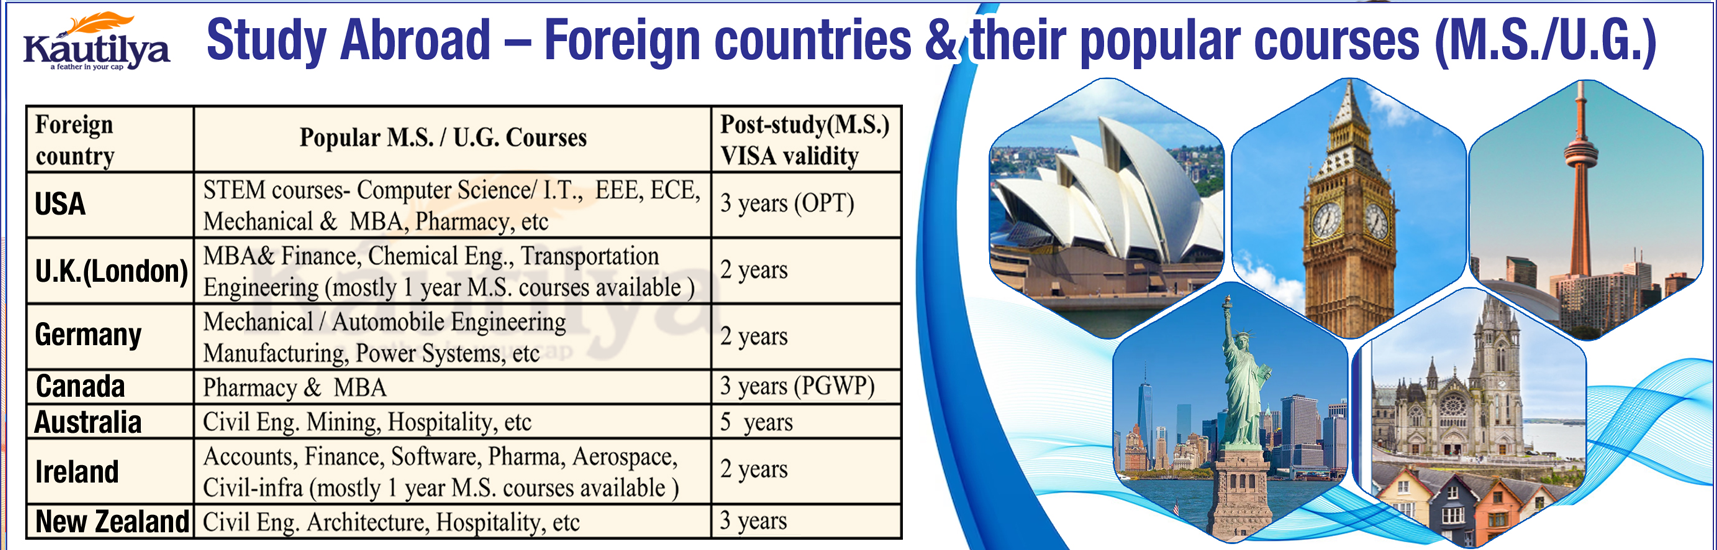 Kautilya
a feather in your cap
Study Abroad – Foreign countries & their popular courses (M.S./U.G.)
Foreign
country
Popular M.S. / U.G. Courses
Post-study(M.S.)
VISA validity
USA
STEM courses- Computer Science/ I.T., EEE, ECE,
Mechanical & MBA, Pharmacy, etc
3 years (OPT)
U.K.(London)
MBA& Finance, Chemical Eng., Transportation
Engineering (mostly 1 year M.S. courses available )
2 years
Germany
Mechanical / Automobile Engineering
Manufacturing, Power Systems, etc
2 years
Canada
Pharmacy & MBA
3 years (PGWP)
Australia
Civil Eng. Mining, Hospitality, etc
5 years
Ireland
Accounts, Finance, Software, Pharma, Aerospace,
Civil-infra (mostly 1 year M.S. courses available )
2 years
New Zealand
Civil Eng. Architecture, Hospitality, etc
3 years
Kautilya
a feather in your cap